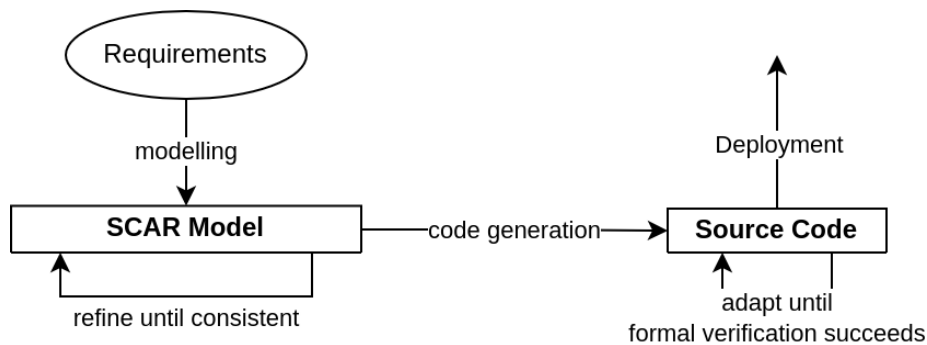 Requirements
modelling
Deployment
SCAR Model
code generation
Source Code
refine until consistent
adapt until
formal verification succeeds